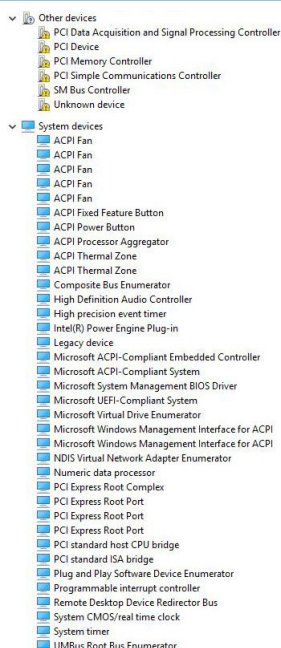 Other devices
PCI Data Acquisition and Signal Processing Controller
PCI Device
PCI Memory Controller
PCI Simple Communications Controller
SM Bus Controller
Unknown device
System devices
ACPI Fan
ACPI Fan
ACPI Fan
ACPI Fan
ACPI Fan
ACPI Fixed Feature Button
ACPI Power Button
ACPI Processor Aggregator
ACPI Thermal Zone
ACPI Thermal Zone
Composite Bus Enumerator
High Definition Audio Controller
High precision event timer
Intel(R) Power Engine Plug-in
Legacy device
Microsoft ACPI-Compliant Embedded Controller
Microsoft ACPI-Compliant System
Microsoft System Management BIOS Driver
Microsoft UEFI-Compliant System
Microsoft Virtual Drive Enumerator
Microsoft Windows Management Interface for ACPI
Microsoft Windows Management Interface for ACPI
NDIS Virtual Network Adapter Enumerator
Numeric data processor
PCI Express Root Complex
PCI Express Root Port
PCI Express Root Port
PCI Express Root Port
PCI standard host CPU bridge
PCI standard ISA bridge
Plug and Play Software Device Enumerator
Programmable interrupt controller
Remote Desktop Device Redirector Bus
System CMOS/real time clock
System timer
UMBus Root Bus Enumerator